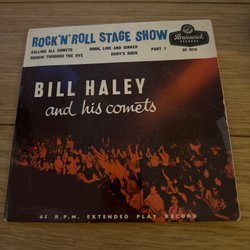 ROCK'N'ROLL STAGE SHOW
CALLING ALL COMETS
HOOK, LINE AND SINKER
PART 1
ROCKIN' THROUGH THE RYE
RUDY'S ROCK
Brunswick
RECORDS
BILL HALEY
and his comets
45 R.P.M. EXTENDED PLAY RECORD